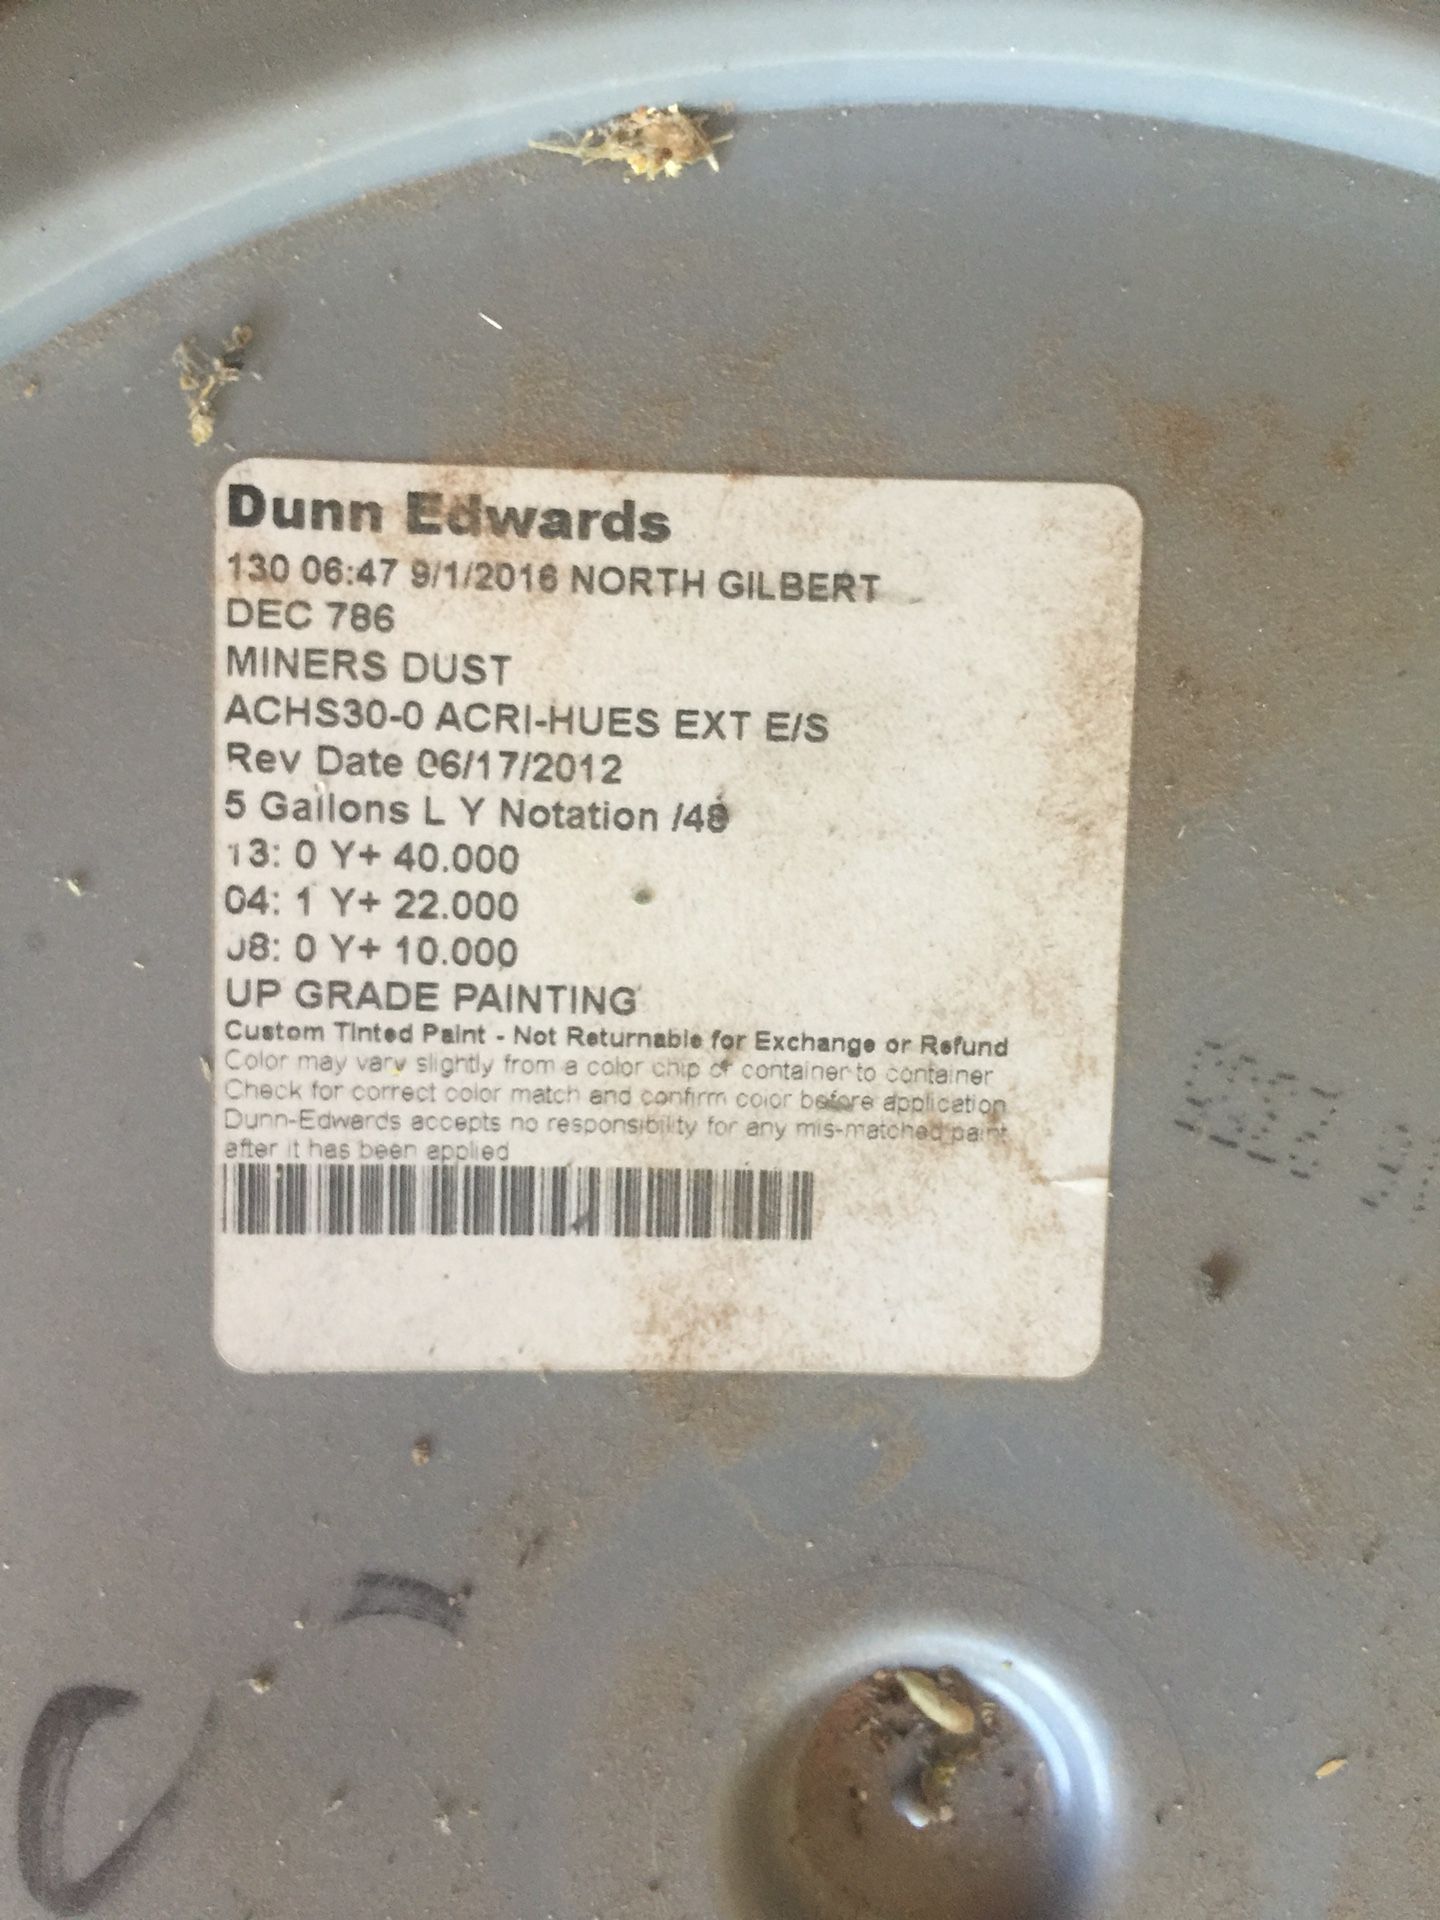 Dunn Edwards
130 06:47 9/1/2016 NORTH GILBERT
DEC 786
MINERS DUST
ACHS30-0 ACRI-HUES EXT E/S
Rev Date 06/17/2012
5 Gallons L Y Notation /48
13: 0 Y+ 40.000
04: 1 Y+ 22.000
08: 0 Y+ 10.000
UP GRADE PAINTING
Custom Tinted Paint - Not Returnable for Exchange or Refund
Color may vary slightly from a color chip or container to container
Check for correct color match and confirm color before application
Dunn-Edwards accepts no responsibility for any mis-matched paint
after it has been applied